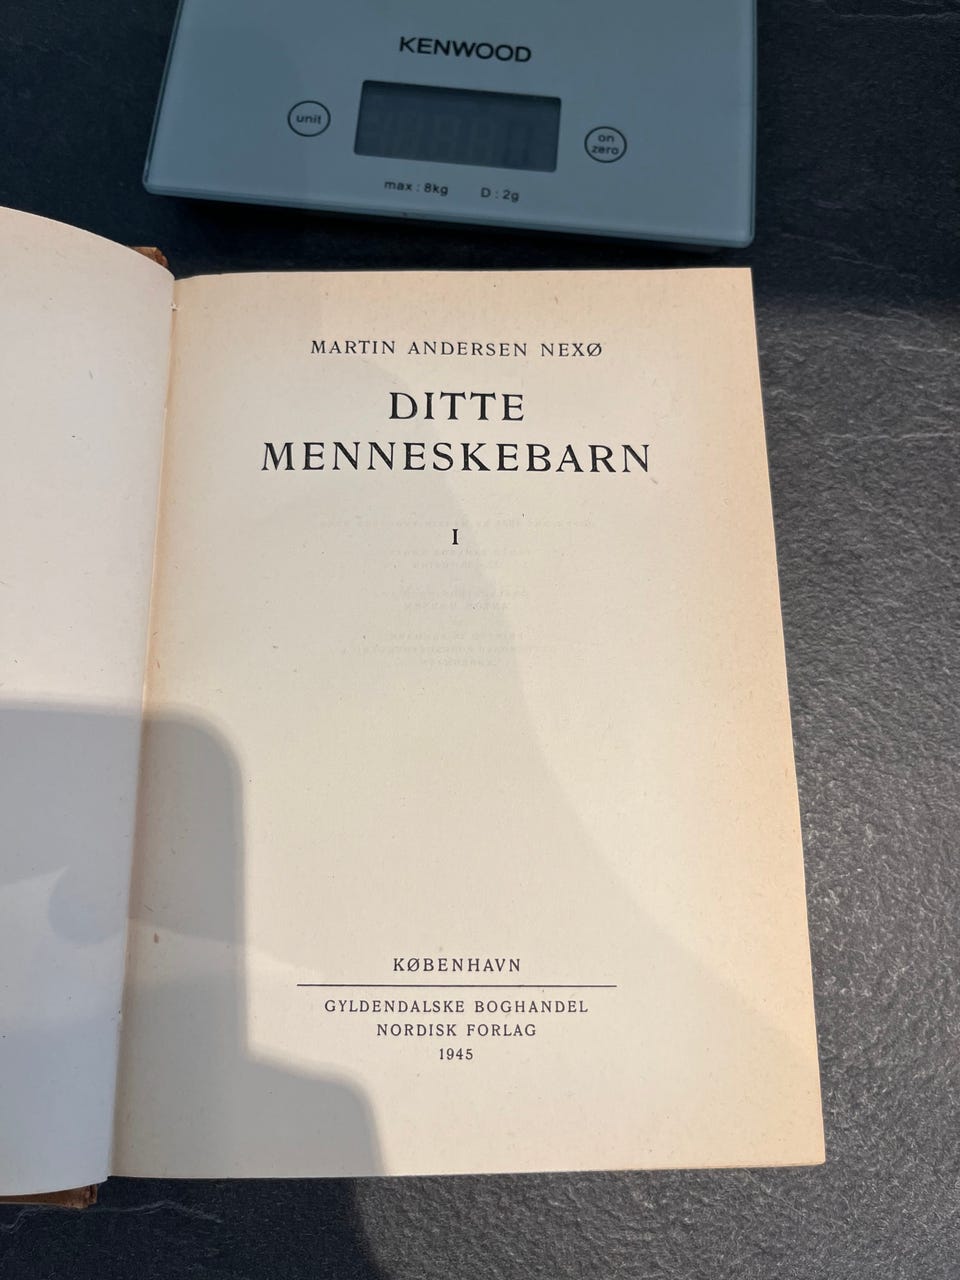 KENWOOD
unit
on
zero
max : 8kg D : 2g
MARTIN ANDERSEN NEXØ
DITTE
MENNESKEBARN
I
KØBENHAVN
GYLDENDALSKE BOGHANDEL
NORDISK FORLAG
1945